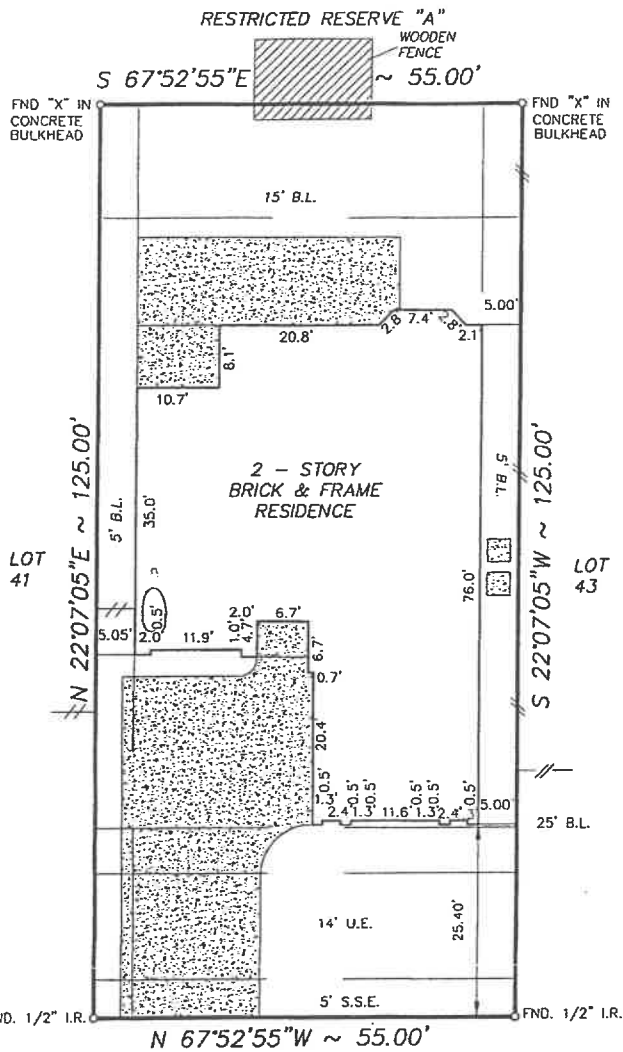 RESTRICTED RESERVE "A"
WOODEN
FENCE
S 67°52'55"E ~ 55.00'
FND "X" IN
CONCRETE
BULKHEAD
FND "X" IN
CONCRETE
BULKHEAD
15' B.L.
5.00'
2.8
7.4'
2.8'
2.1
20.8'
8.1'
10.7'
N 22°07'05"E ~ 125.00'
5' B.L.
35.0'
2 - STORY
BRICK & FRAME
RESIDENCE
5' B.L.
S 22°07'05"W ~ 125.00'
LOT
41
LOT
43
76.0'
0.5'
5.05'
2.0'
11.9'
1.0'
2.0'
4.7'
6.7'
6.7'
0.7'
20.4
0.5'
1.3'
2.4'
0.5'
1.3'
0.5'
11.6'
0.5'
1.3'
0.5'
2.4'
0.5'
5.00'
25' B.L.
25.40'
14' U.E.
5' S.S.E.
ND. 1/2" I.R.
FND. 1/2" I.R.
N 67°52'55"W ~ 55.00'